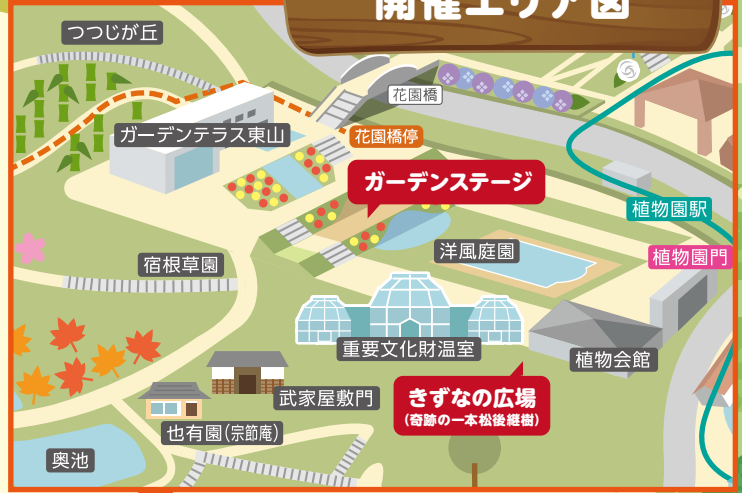 開催エリア図
つつじが丘
花園橋
ガーデンテラス東山
花園橋停
ガーデンステージ
植物園駅
宿根草園
洋風庭園
植物園門
重要文化財温室
植物会館
武家屋敷門
きずなの広場
(奇跡の一本松後継樹)
也有園(宗節庵)
奥池